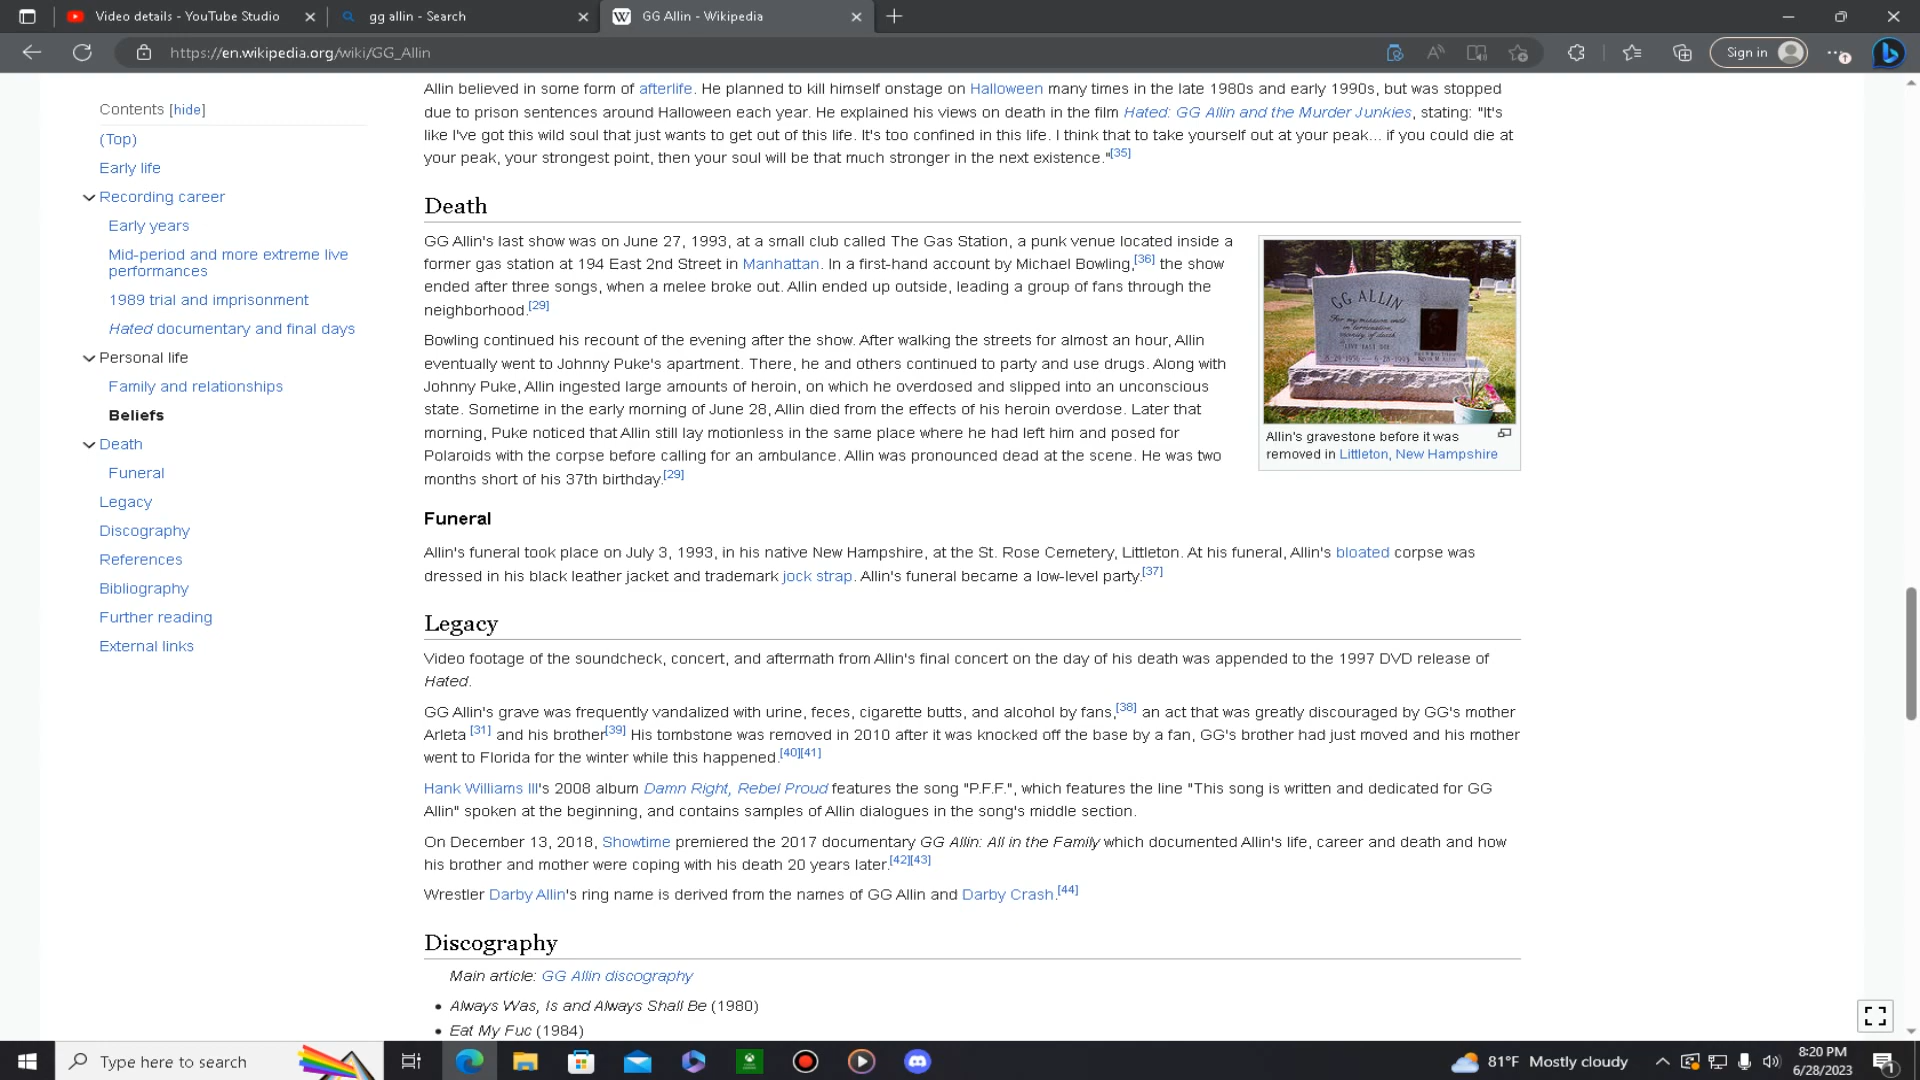 Video details - YouTube Studio
gg allin - Search
GG Allin - Wikipedia
https://en.wikipedia.org/wiki/GG_Allin
Sign in
Contents [hide]
(Top)
Early life
Recording career
Early years
Mid-period and more extreme live
performances
1989 trial and imprisonment
Hated documentary and final days
Personal life
Family and relationships
Beliefs
Death
Funeral
Legacy
Discography
References
Bibliography
Further reading
External links
Allin believed in some form of afterlife. He planned to kill himself onstage on Halloween many times in the late 1980s and early 1990s, but was stopped
due to prison sentences around Halloween each year. He explained his views on death in the film Hated: GG Allin and the Murder Junkies, stating: "It's
like I've got this wild soul that just wants to get out of this life. It's too confined in this life. I think that to take yourself out at your peak... if you could die at
your peak, your strongest point, then your soul will be that much stronger in the next existence."[35]
Death
GG Allin's last show was on June 27, 1993, at a small club called The Gas Station, a punk venue located inside a
former gas station at 194 East 2nd Street in Manhattan. In a first-hand account by Michael Bowling,[36] the show
ended after three songs, when a melee broke out. Allin ended up outside, leading a group of fans through the
neighborhood.[29]
Bowling continued his recount of the evening after the show. After walking the streets for almost an hour, Allin
eventually went to Johnny Puke's apartment. There, he and others continued to party and use drugs. Along with
Johnny Puke, Allin ingested large amounts of heroin, on which he overdosed and slipped into an unconscious
state. Sometime in the early morning of June 28, Allin died from the effects of his heroin overdose. Later that
morning, Puke noticed that Allin still lay motionless in the same place where he had left him and posed for
Polaroids with the corpse before calling for an ambulance. Allin was pronounced dead at the scene. He was two
months short of his 37th birthday.[29]
GG ALLIN
Allin's gravestone before it was
removed in Littleton, New Hampshire
Funeral
Allin's funeral took place on July 3, 1993, in his native New Hampshire, at the St. Rose Cemetery, Littleton. At his funeral, Allin's bloated corpse was
dressed in his black leather jacket and trademark jock strap. Allin's funeral became a low-level party.[37]
Legacy
Video footage of the soundcheck, concert, and aftermath from Allin's final concert on the day of his death was appended to the 1997 DVD release of
Hated.
GG Allin's grave was frequently vandalized with urine, feces, cigarette butts, and alcohol by fans,[38] an act that was greatly discouraged by GG's mother
Arleta [31] and his brother[39] His tombstone was removed in 2010 after it was knocked off the base by a fan, GG's brother had just moved and his mother
went to Florida for the winter while this happened.[40][41]
Hank Williams III's 2008 album Damn Right, Rebel Proud features the song "P.F.F.", which features the line "This song is written and dedicated for GG
Allin" spoken at the beginning, and contains samples of Allin dialogues in the song's middle section.
On December 13, 2018, Showtime premiered the 2017 documentary GG Allin: All in the Family which documented Allin's life, career and death and how
his brother and mother were coping with his death 20 years later.[42][43]
Wrestler Darby Allin's ring name is derived from the names of GG Allin and Darby Crash.[44]
Discography
Main article: GG Allin discography
• Always Was, Is and Always Shall Be (1980)
• Eat My Fuc (1984)
Type here to search
81°F Mostly cloudy
8:20 PM
6/28/2023
1